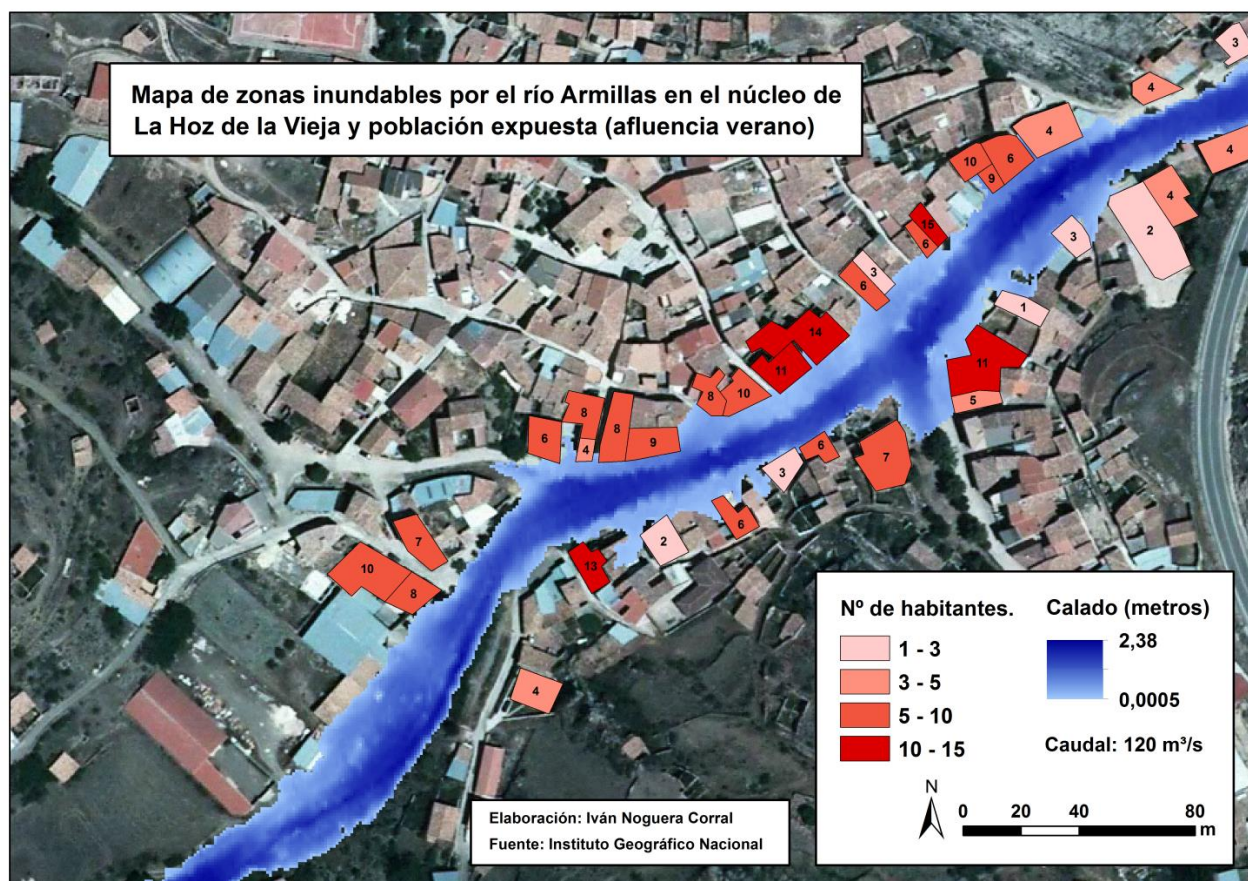 Mapa de zonas inundables por el río Armillas en el núcleo de
La Hoz de la Vieja y población expuesta (afluencia verano)
3
4
4
4
6
10
9
4
2
3
15
6
3
6
1
14
11
11
5
10
8
8
8
9
6
4
6
7
3
6
2
13
7
10
8
4
Nº de habitantes.
1 - 3
3 - 5
5 - 10
10 - 15
Calado (metros)
2,38
0,0005
Caudal: 120 m³/s
N
0 20 40 80
m
Elaboración: Iván Noguera Corral
Fuente: Instituto Geográfico Nacional